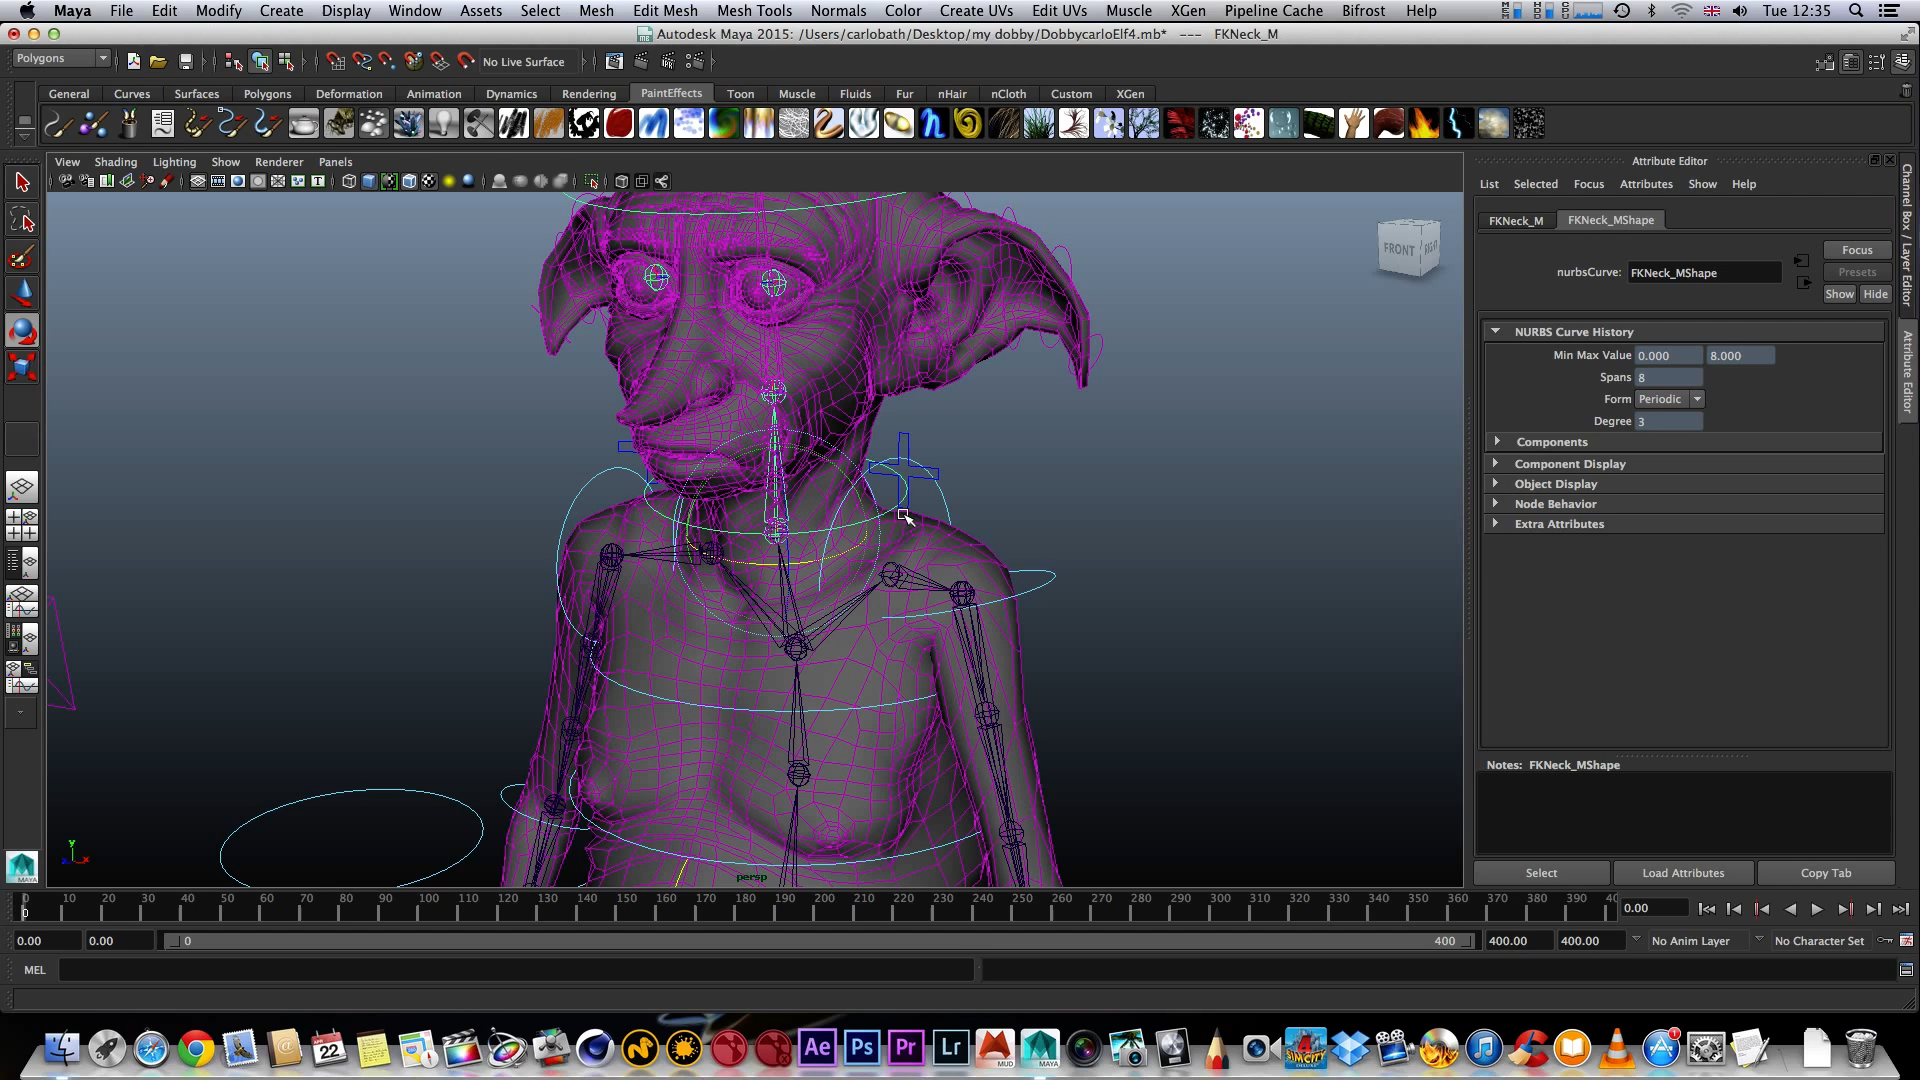 Maya File Edit Modify Create Display Window Assets Select Mesh Edit Mesh Mesh Tools Normals Color Create UVs Edit UVs Muscle XGen Pipeline Cache Bifrost Help Tue 12:35
Autodesk Maya 2015: /Users/carlobath/Desktop/my dobby/DobbycarloElf4.mb* --- FKNeck_M
Polygons No Live Surface
General Curves Surfaces Polygons Deformation Animation Dynamics Rendering PaintEffects Toon Muscle Fluids Fur nHair nCloth Custom XGen
View Shading Lighting Show Renderer Panels
Attribute Editor
List Selected Focus Attributes Show Help
FKNeck_M FKNeck_MShape
Focus
nurbsCurve: FKNeck_MShape
Presets
Show Hide
NURBS Curve History
Min Max Value 0.000 8.000
Spans 8
Form Periodic
Degree 3
Components
Component Display
Object Display
Node Behavior
Extra Attributes
Notes: FKNeck_MShape
Select Load Attributes Copy Tab
Channel Box / Layer Editor
Attribute Editor
FRONT
y
x
persp
MAYA
0 10 20 30 40 50 60 70 80 90 100 110 120 130 140 150 160 170 180 190 200 210 220 230 240 250 260 270 280 290 300 310 320 330 340 350 360 370 380 390 0.00
0.00 0.00 0 400 400.00 400.00 No Anim Layer No Character Set
MEL
APR 22 Ae Ps Pr Lr MUD MAYA SIMCITY 1